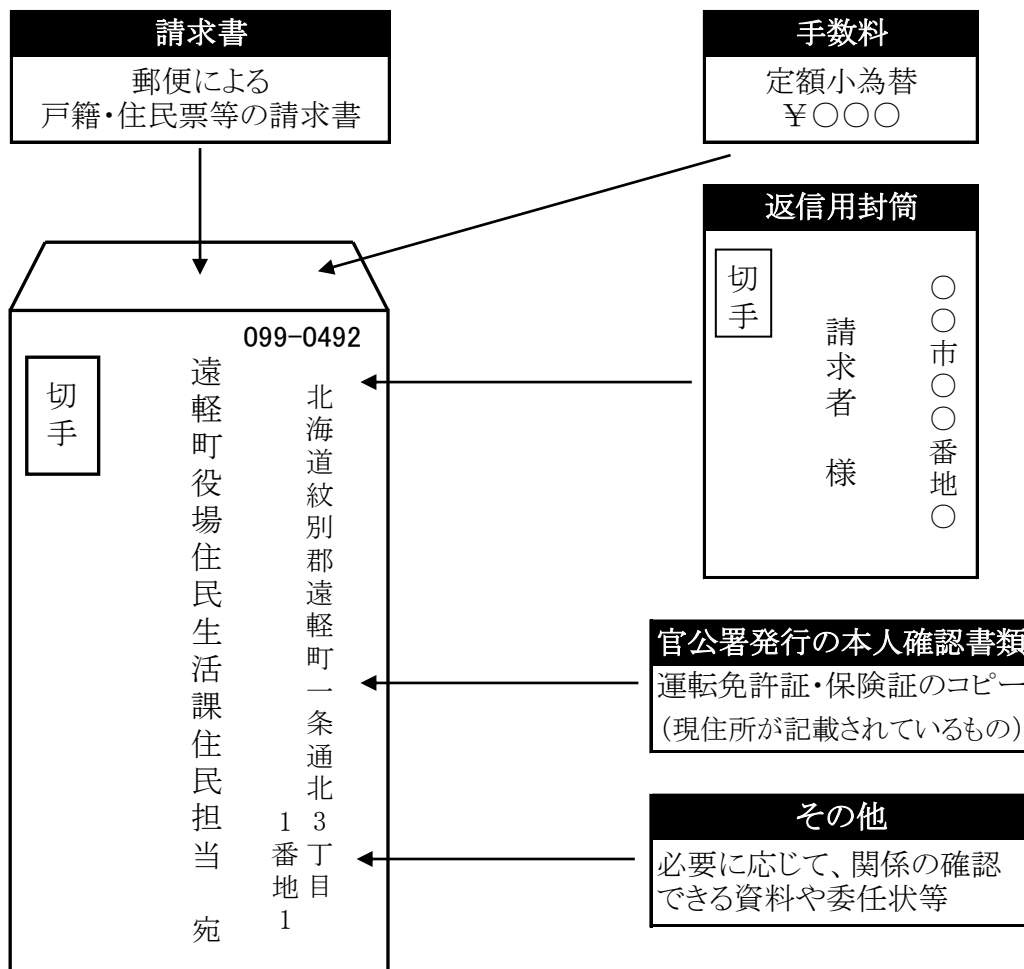 請求書
郵便による
戸籍・住民票等の請求書
手数料
定額小為替
￥○○○
返信用封筒
切手
○○市○○番地○
請求者　様
099-0492
切手
北海道紋別郡遠軽町一条通北3丁目
1番地1
遠軽町役場住民生活課住民担当　宛
官公署発行の本人確認書類
運転免許証・保険証のコピー
（現住所が記載されているもの）
その他
必要に応じて、関係の確認
できる資料や委任状等